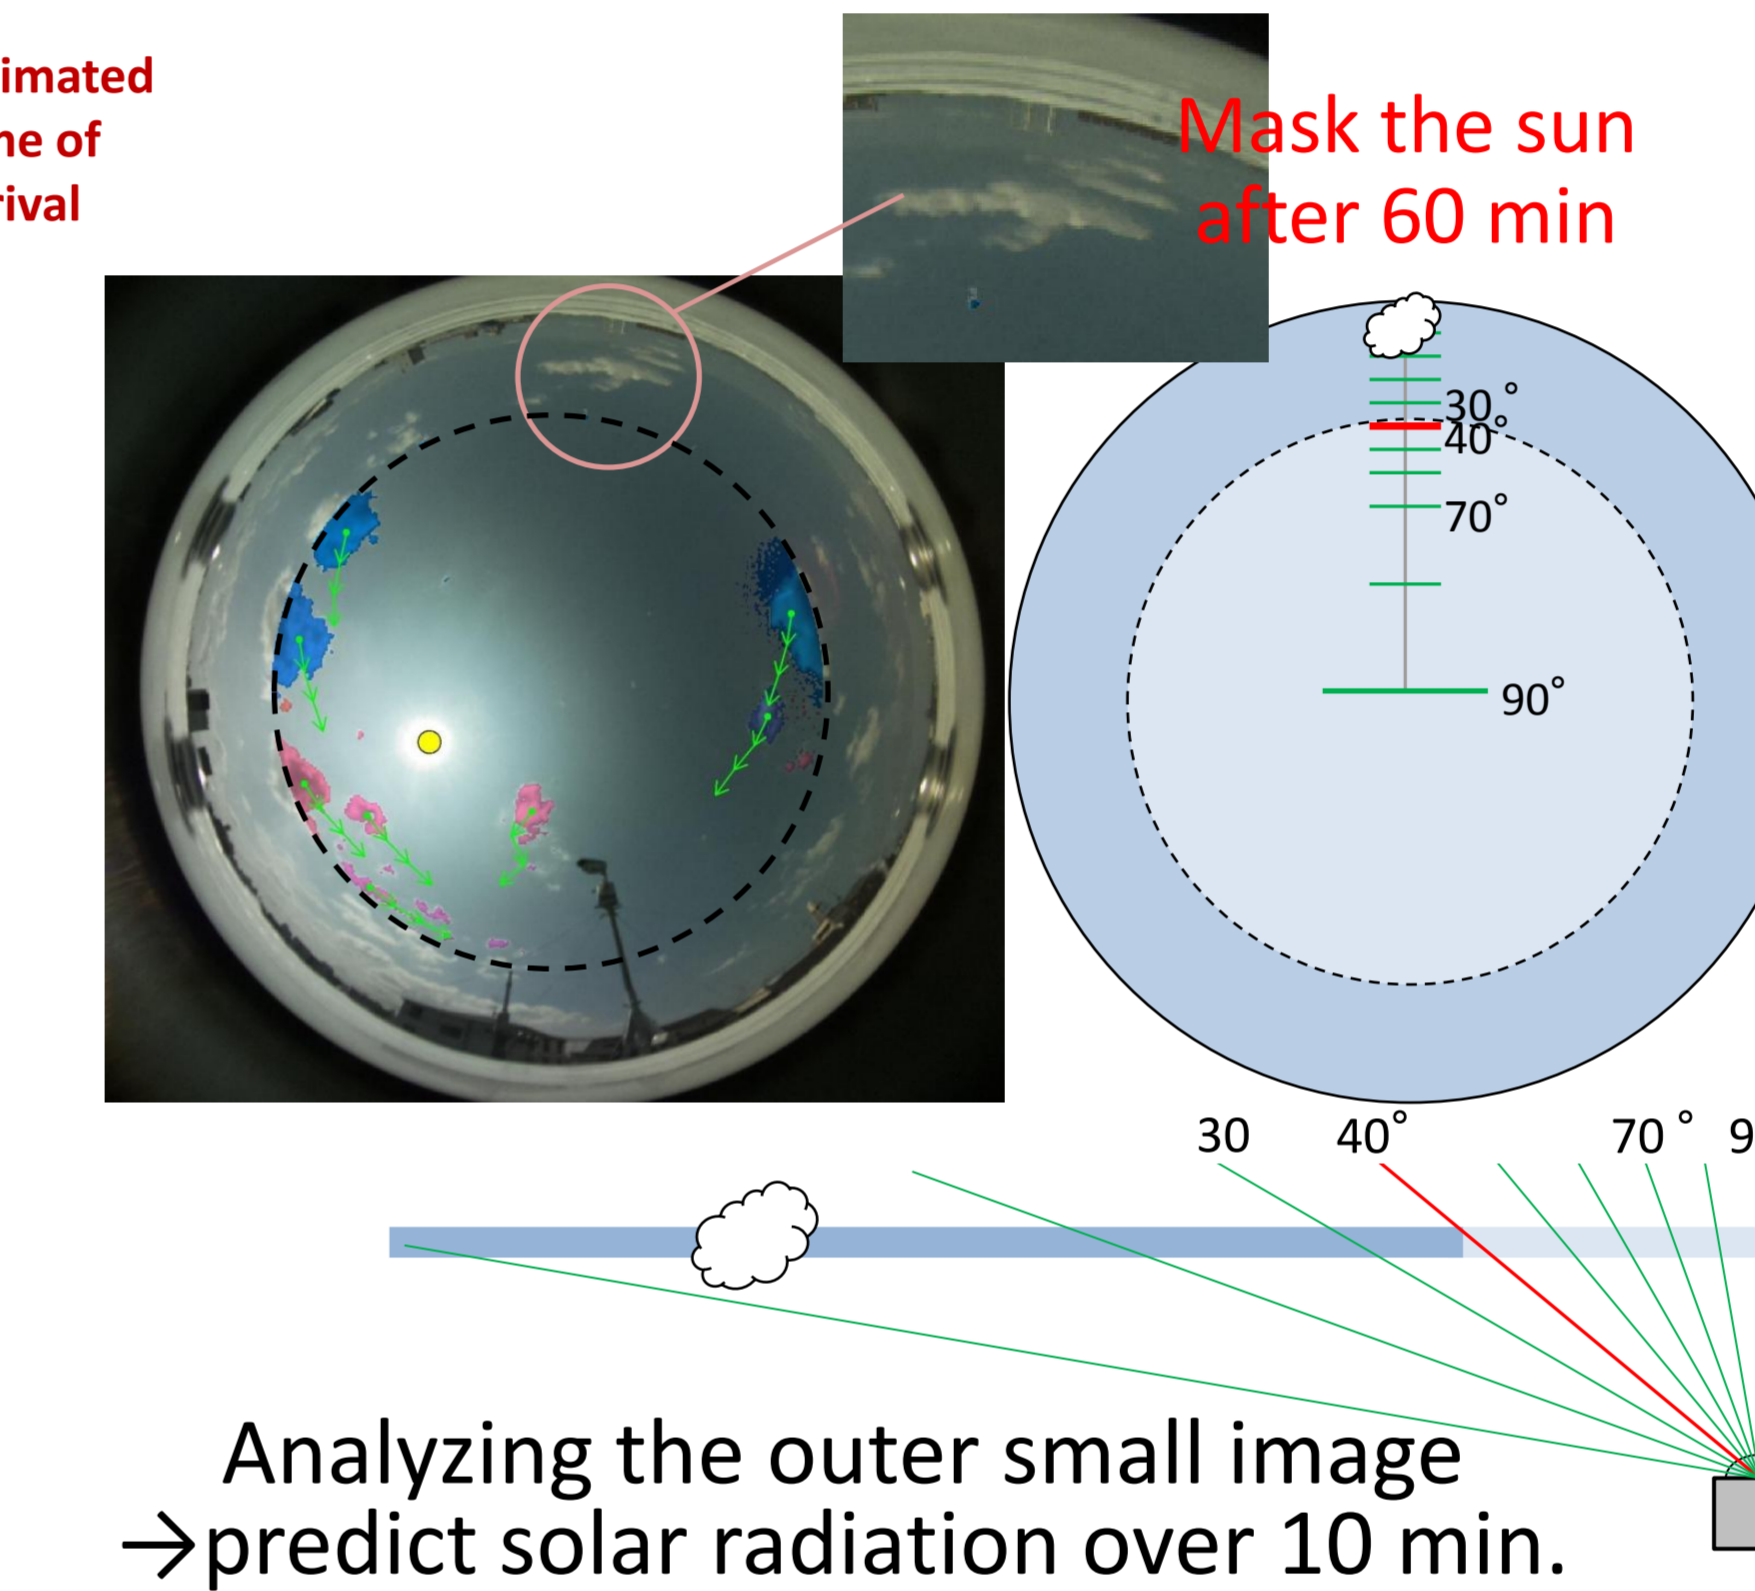 imated
ne of
rival
Mask the sun
after 60 min
30°
40°
70°
90°
30 40° 70° 9
Analyzing the outer small image
→predict solar radiation over 10 min.